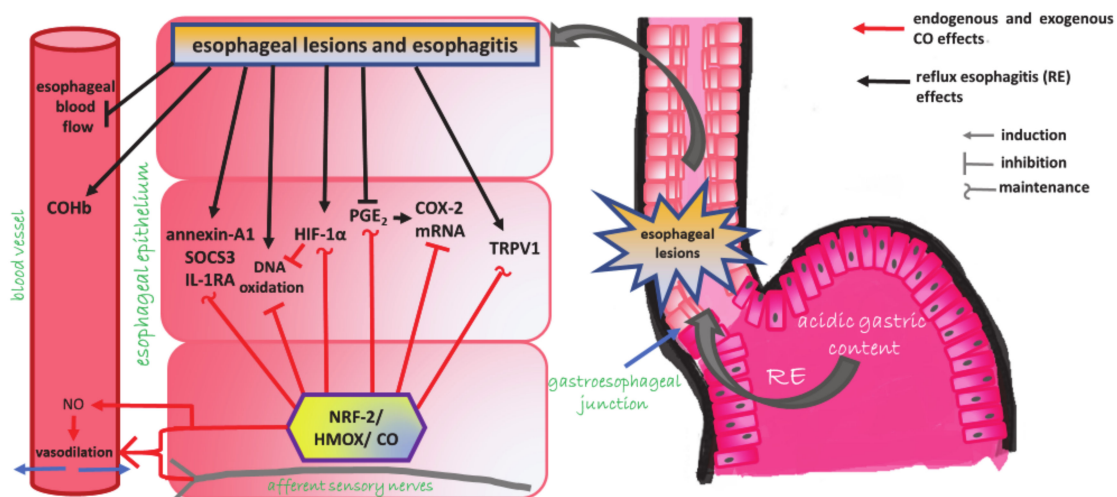 esophageal lesions and esophagitis
esophageal
blood
flow
COHb
blood vessel
esophageal epithelium
annexin-A1
SOCS3
IL-1RA
DNA
oxidation
HIF-1α
PGE₂
COX-2
mRNA
TRPV1
NO
vasodilation
NRF-2/
HMOX/ CO
afferent sensory nerves
esophageal
lesions
gastroesophageal
junction
acidic gastric
content
RE
endogenous and exogenous
CO effects
reflux esophagitis (RE)
effects
induction
inhibition
maintenance